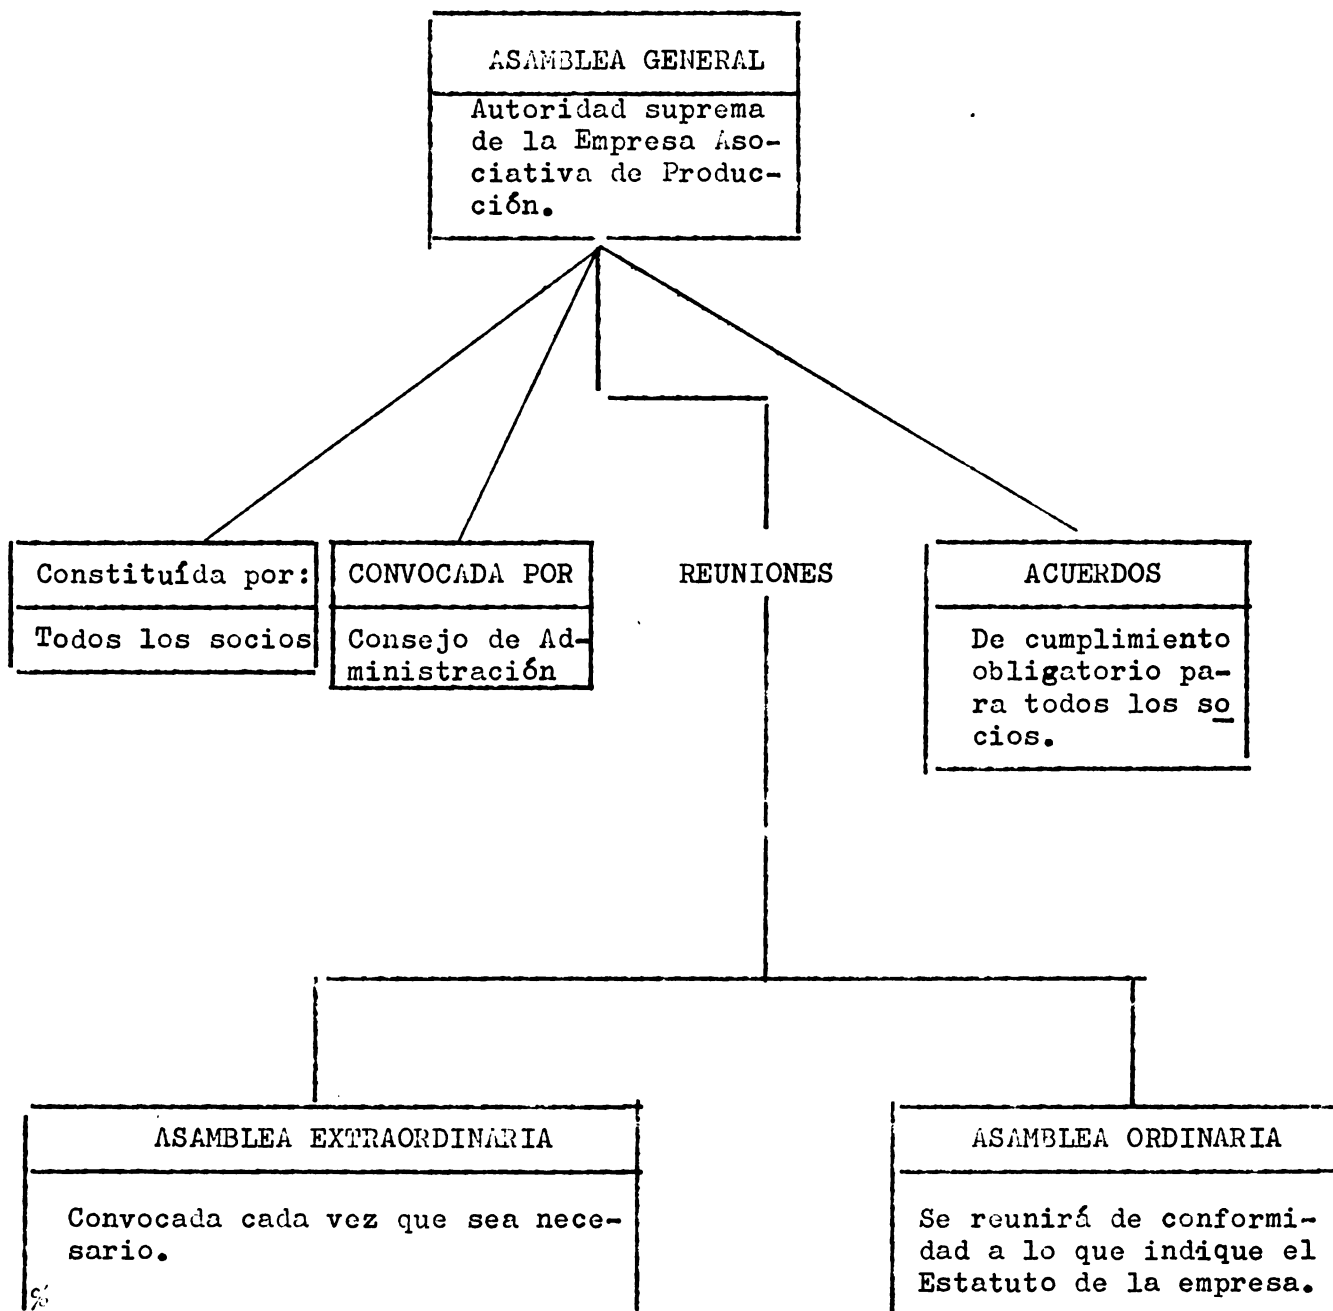 ASAMBLEA GENERAL
Autoridad suprema
de la Empresa Aso-
ciativa de Produc-
ción.
Constituída por:
Todos los socios
CONVOCADA POR
Consejo de Ad-
ministración
REUNIONES
ACUERDOS
De cumplimiento
obligatorio pa-
ra todos los so
cios.
ASAMBLEA EXTRAORDINARIA
Convocada cada vez que sea nece-
sario.
ASAMBLEA ORDINARIA
Se reunirá de conformi-
dad a lo que indique el
Estatuto de la empresa.